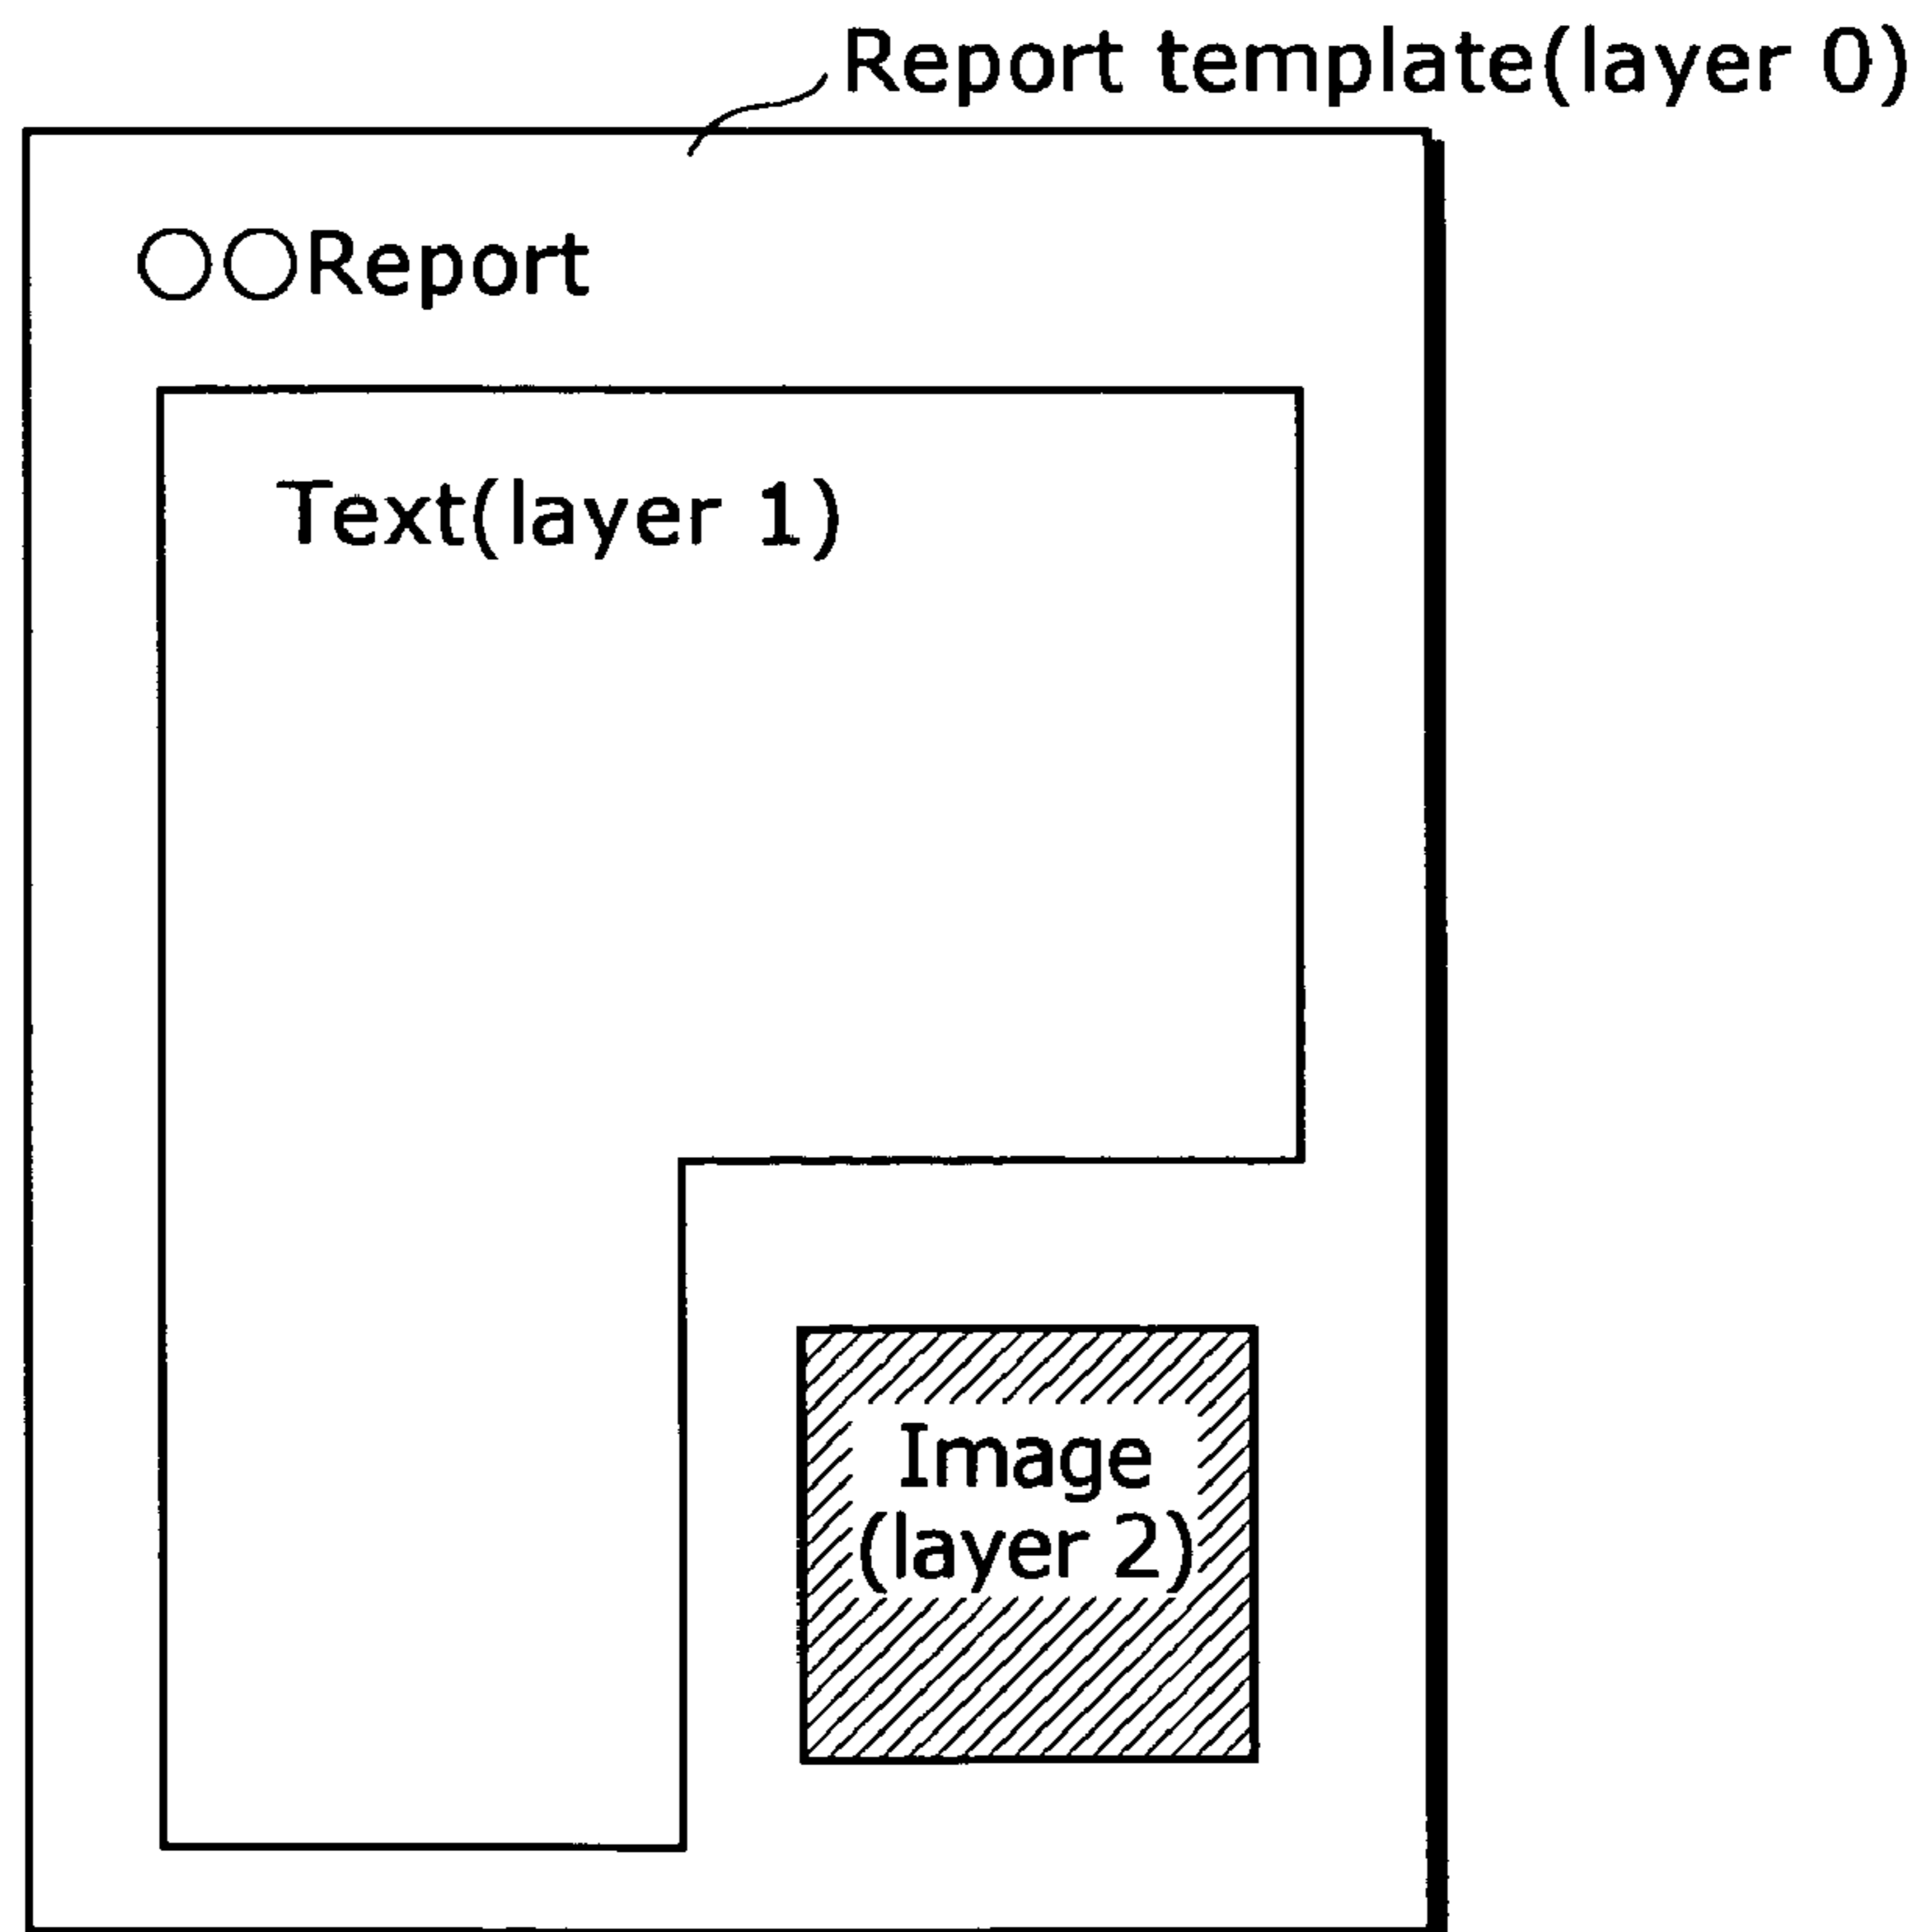 Report template(layer 0)
○○Report
Text(layer 1)
Image
(layer 2)